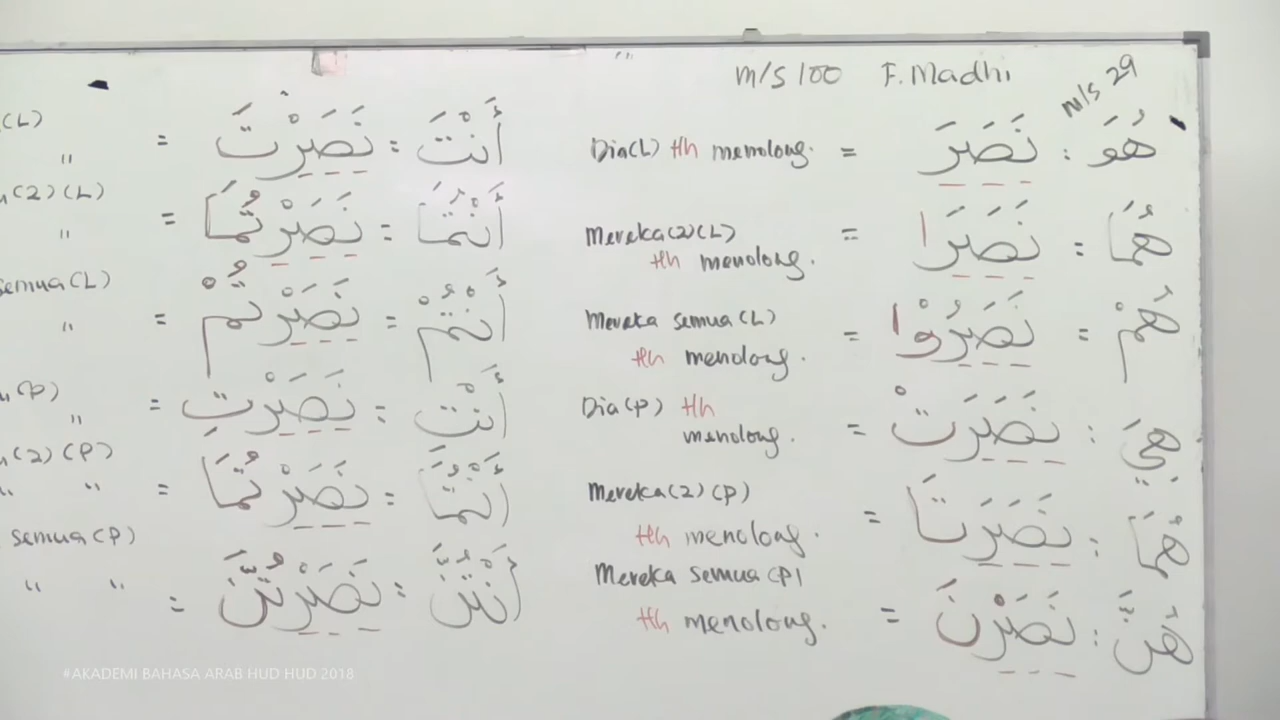 m/s 100 F. Madhi
m/s 29
هُوَ : نَصَرَ = Dia(L) tlh menolong.
هُمَا : نَصَرَا = Mereka(2)(L)
tlh menolong.
هُمْ = نَصَرُوْا = Mereka semua(L)
tlh menolong.
هِيَ : نَصَرَتْ = Dia(P) tlh
menolong.
هُمَا : نَصَرَتَا = Mereka(2)(P)
tlh menolong.
هُنَّ : نَصَرْنَ = Mereka semua(P)
tlh menolong.
أَنْتَ : نَصَرْتَ = (L)
"
أَنْتُمَا : نَصَرْتُمَا = (2)(L)
"
أَنْتُمْ = نَصَرْتُمْ = semua(L)
"
أَنْتِ : نَصَرْتِ = (P)
"
أَنْتُمَا : نَصَرْتُمَا = (2)(P)
" "
أَنْتُنَّ : نَصَرْتُنَّ = semua(P)
" "
#AKADEMI BAHASA ARAB HUD HUD 2018